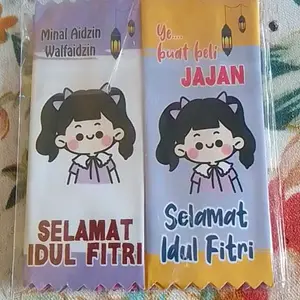 Minal Aidzin
Walfaidzin
SELAMAT
IDUL FITRI
Ye...
buat beli
JAJAN
Selamat
Idul Fitri